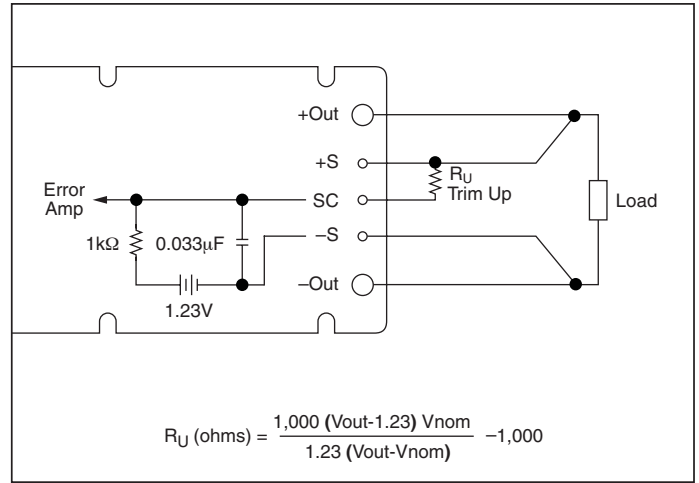 +Out
+S
R_U
Trim Up
Error
Amp
SC
Load
1kΩ
0.033µF
–S
1.23V
–Out
R_U (ohms) = 1,000 (Vout-1.23) Vnom / 1.23 (Vout-Vnom) –1,000